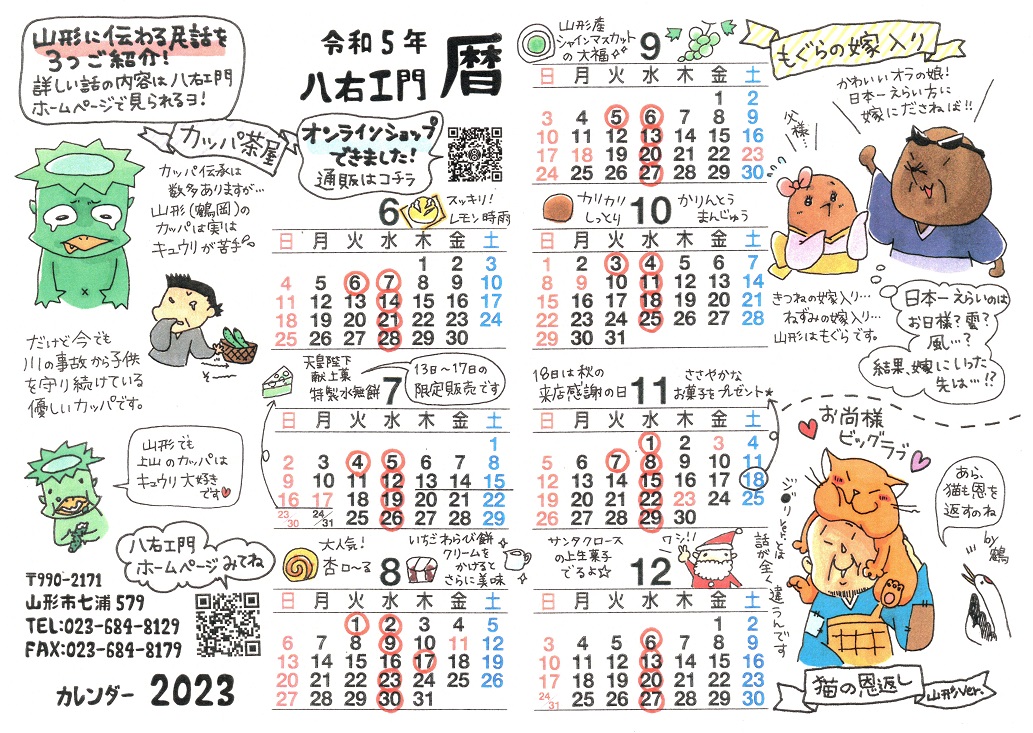 山形に伝わる民話を
3つご紹介!
詳しい話の内容は八右エ門
ホームページで見られるヨ!
令和5年
八右エ門
暦
カッパ茶屋
オンラインショップ
できました!
通販はコチラ
カッパ伝承は
数多ありますが…
山形(鶴岡)の
カッパは実は
キュウリが苦手。
だけど今でも
川の事故から子供
を守り続けている
優しいカッパです。
山形でも
上山のカッパは
キュウリ大好き
です♥
八右エ門
ホームページみてね
〒990-2171
山形市七浦579
TEL:023-684-8129
FAX:023-684-8179
カレンダー 2023
6
スッキリ!
レモン時雨
日 月 火 水 木 金 土
1 2 3
4 5 6 7 8 9 10
11 12 13 14 15 16 17
18 19 20 21 22 23 24
25 26 27 28 29 30
天皇陛下
献上菓
特製水無餅
7
13日~17日の
限定販売です
日 月 火 水 木 金 土
1
2 3 4 5 6 7 8
9 10 11 12 13 14 15
16 17 18 19 20 21 22
23/30 24/31 25 26 27 28 29
大人気!
杏ロ~る
8
いちごわらび餅
クリームを
かけると
さらに美味
日 月 火 水 木 金 土
1 2 3 4 5
6 7 8 9 10 11 12
13 14 15 16 17 18 19
20 21 22 23 24 25 26
27 28 29 30 31
山形産
シャインマスカット
の大福
9
日 月 火 水 木 金 土
1 2
3 4 5 6 7 8 9
10 11 12 13 14 15 16
17 18 19 20 21 22 23
24 25 26 27 28 29 30
カリカリ
しっとり
10
かりんとう
まんじゅう
日 月 火 水 木 金 土
1 2 3 4 5 6 7
8 9 10 11 12 13 14
15 16 17 18 19 20 21
22 23 24 25 26 27 28
29 30 31
18日は秋の
来店感謝の日
11
ささやかな
お菓子をプレゼント★
日 月 火 水 木 金 土
1 2 3 4
5 6 7 8 9 10 11
12 13 14 15 16 17 18
19 20 21 22 23 24 25
26 27 28 29 30
サンタクロース
の上生菓子
でるよ☆
12
ワシ!!
日 月 火 水 木 金 土
1 2
3 4 5 6 7 8 9
10 11 12 13 14 15 16
17 18 19 20 21 22 23
24/31 25 26 27 28 29 30
もぐらの嫁入り
かわいいオラの娘!
日本一えらい方に
嫁にださねば!!
父様…
きつねの嫁入り…
ねずみの嫁入り…
山形はもぐらです。
日本一えらいのは
お日様?雲?
風…?
結果、嫁にいった
先は…!?
お尚様
ビッグラブ
あら、
猫も恩を
返すのね
by鶴
話が全く違うんです
猫の恩返し
山形ver.